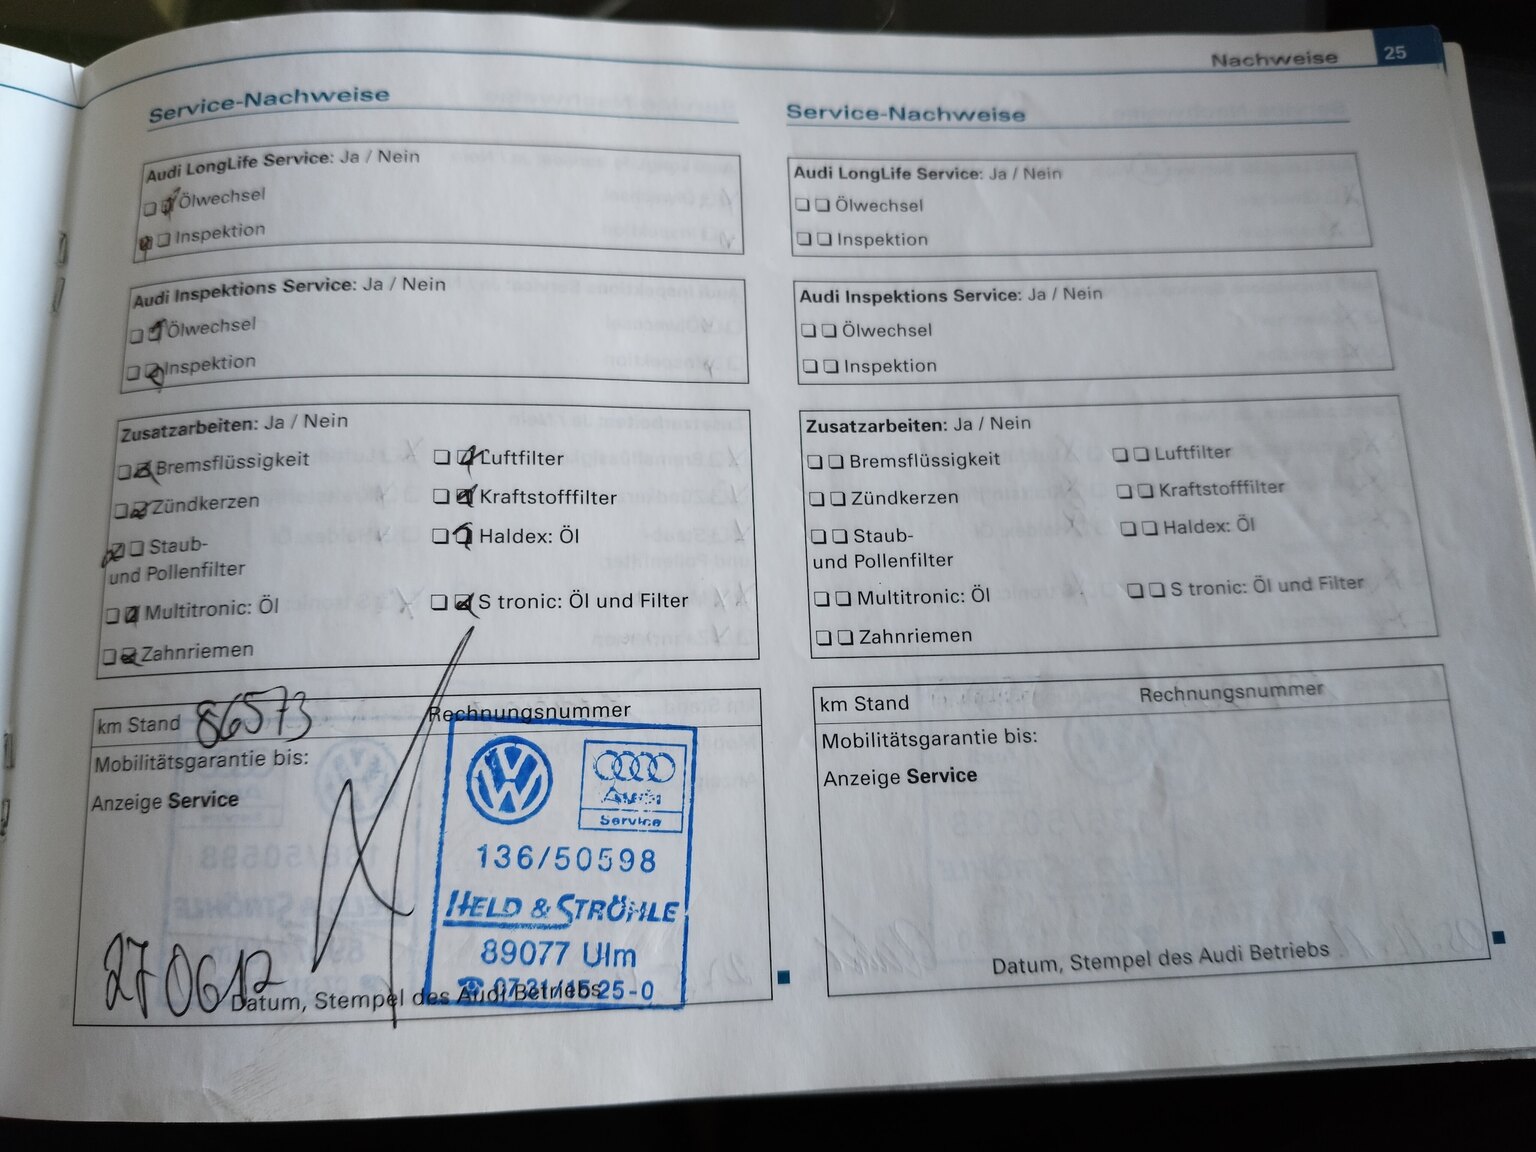 Nachweise 25
Service-Nachweise
Audi LongLife Service: Ja / Nein
Ölwechsel
Inspektion
Audi Inspektions Service: Ja / Nein
Ölwechsel
Inspektion
Zusatzarbeiten: Ja / Nein
Bremsflüssigkeit Luftfilter
Zündkerzen Kraftstofffilter
Staub- Haldex: Öl
und Pollenfilter
Multitronic: Öl S tronic: Öl und Filter
Zahnriemen
km Stand 86573 Rechnungsnummer
Mobilitätsgarantie bis:
Anzeige Service
Audi
Service
136/50598
HELD & STRÖHLE
89077 Ulm
270612
Datum, Stempel des Audi Betriebs
Service-Nachweise
Audi LongLife Service: Ja / Nein
Ölwechsel
Inspektion
Audi Inspektions Service: Ja / Nein
Ölwechsel
Inspektion
Zusatzarbeiten: Ja / Nein
Bremsflüssigkeit Luftfilter
Zündkerzen Kraftstofffilter
Staub- Haldex: Öl
und Pollenfilter
Multitronic: Öl S tronic: Öl und Filter
Zahnriemen
km Stand Rechnungsnummer
Mobilitätsgarantie bis:
Anzeige Service
Datum, Stempel des Audi Betriebs